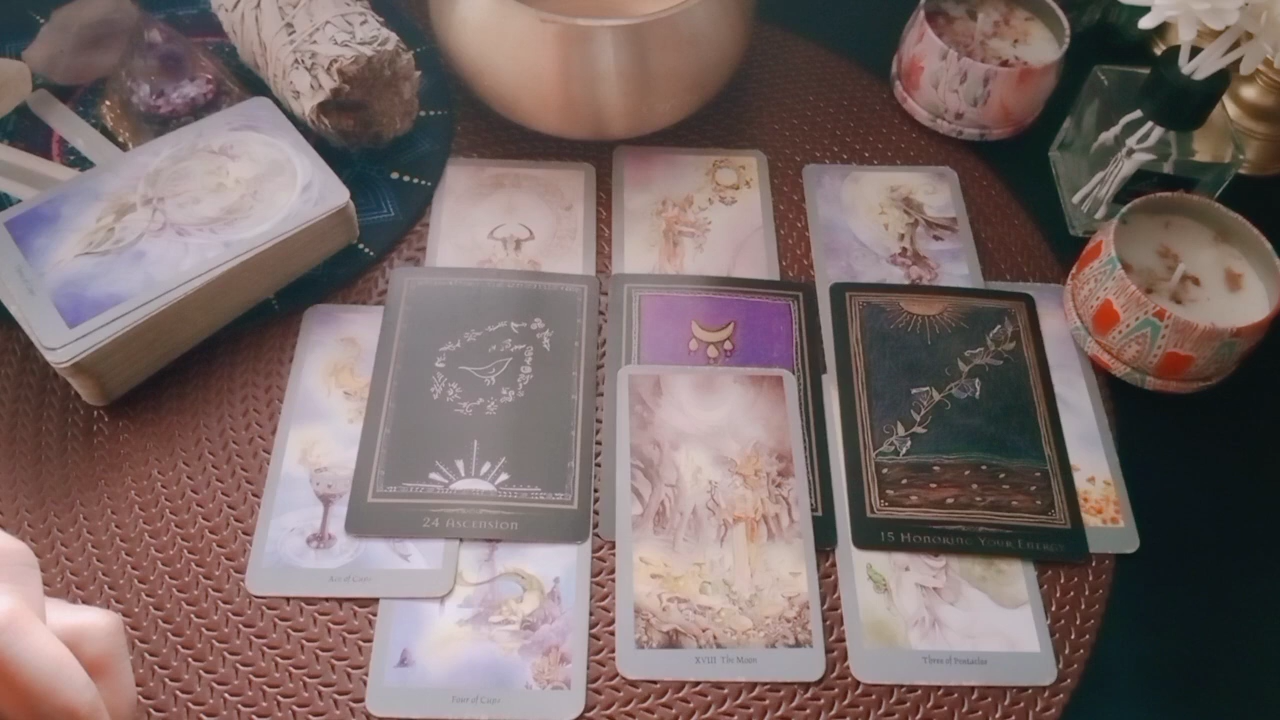 24 Ascension
15 Honoring Your Energy
Ace of Cups
XVIII The Moon
Three of Pentacles
Four of Cups